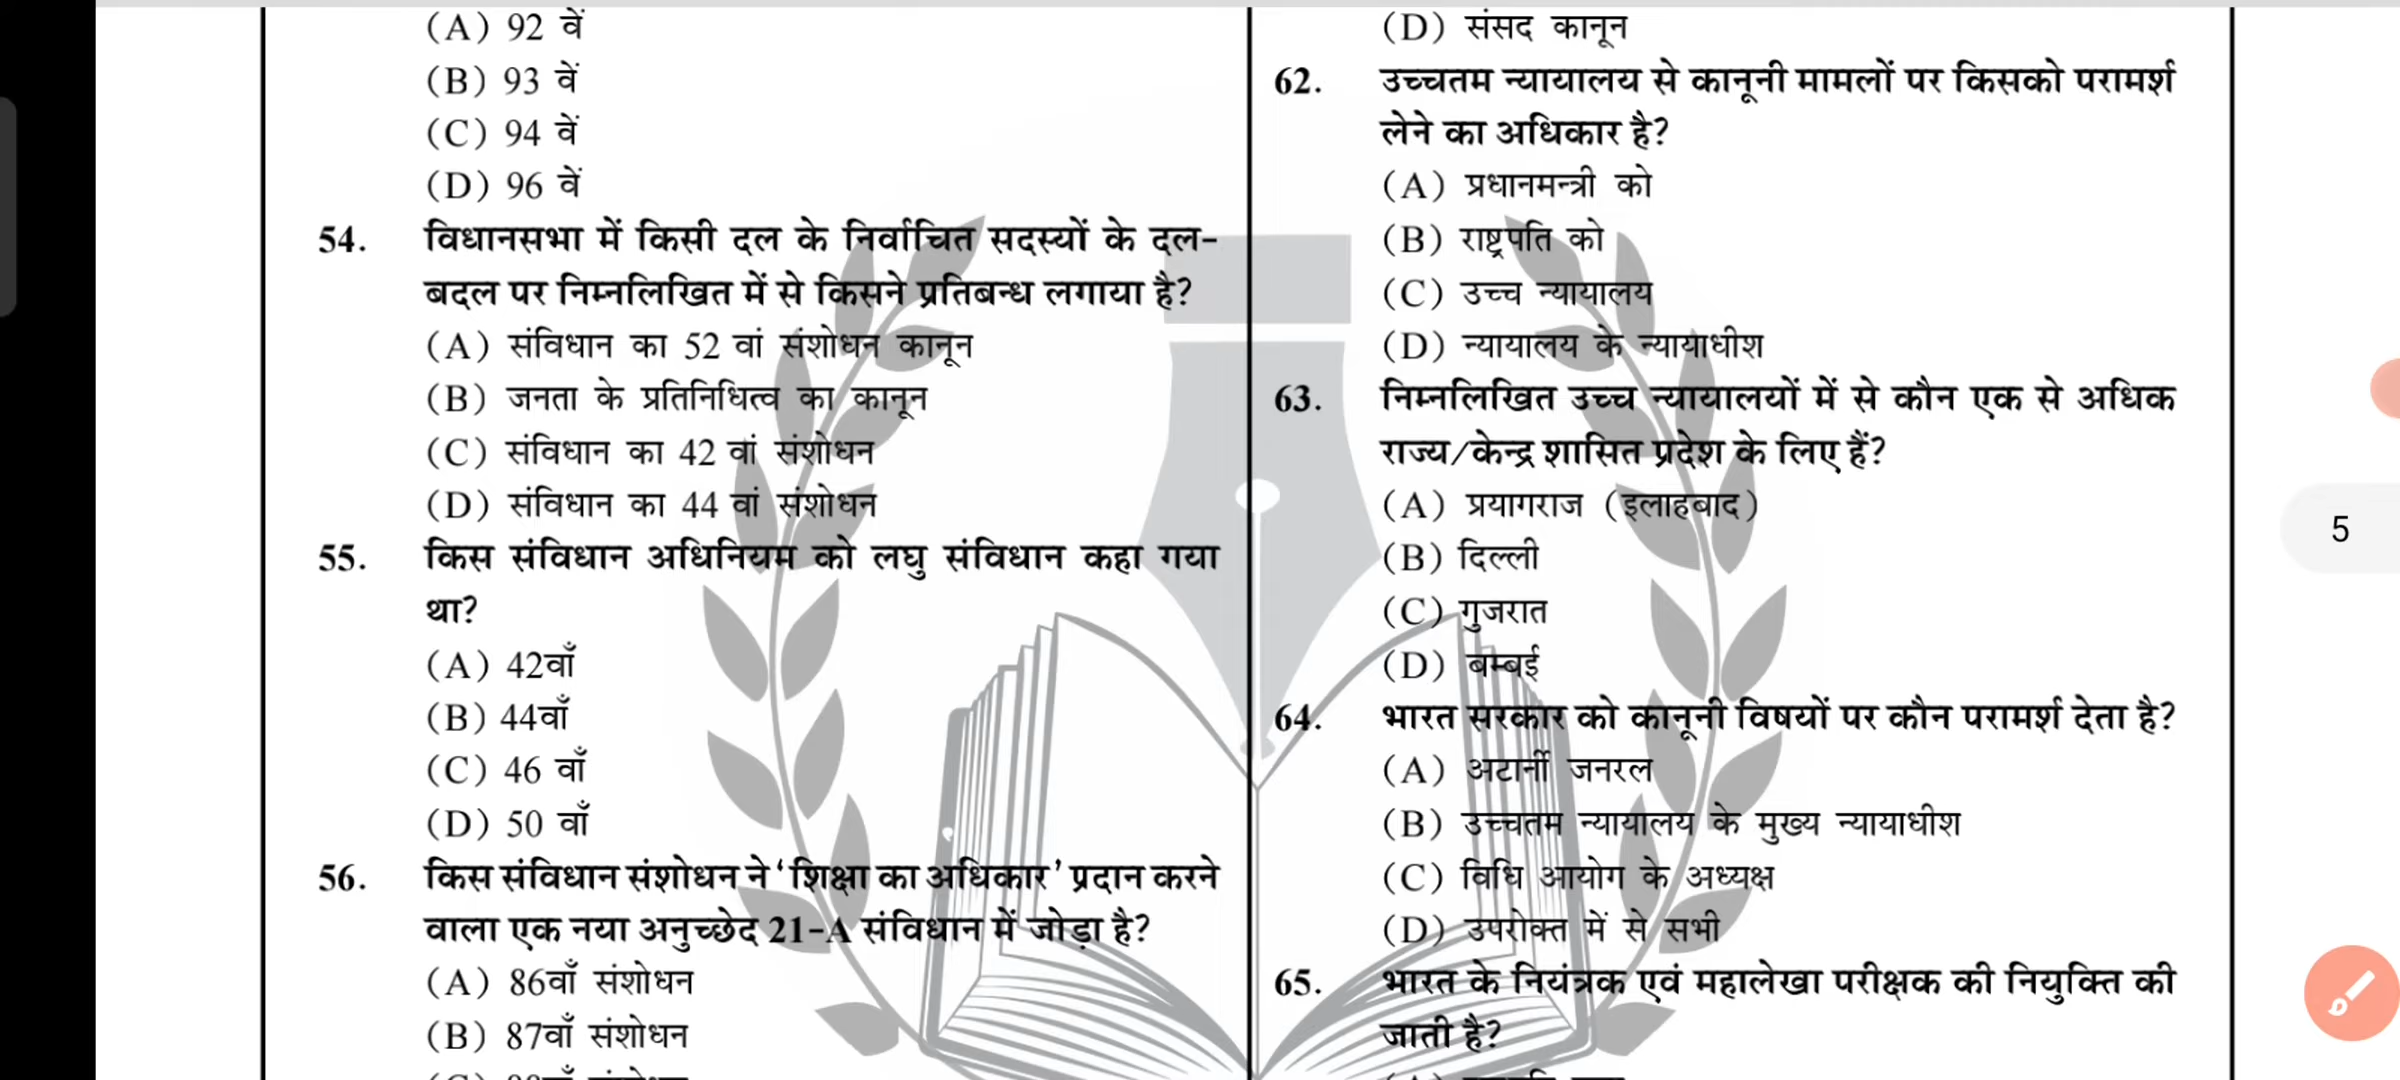 (A) 92 वें
(B) 93 वें
(C) 94 वें
(D) 96 वें
54. विधानसभा में किसी दल के निर्वाचित सदस्यों के दल-
बदल पर निम्नलिखित में से किसने प्रतिबन्ध लगाया है?
(A) संविधान का 52 वां संशोधन कानून
(B) जनता के प्रतिनिधित्व का कानून
(C) संविधान का 42 वां संशोधन
(D) संविधान का 44 वां संशोधन
55. किस संविधान अधिनियम को लघु संविधान कहा गया
था?
(A) 42वाँ
(B) 44वाँ
(C) 46 वाँ
(D) 50 वाँ
56. किस संविधान संशोधन ने ‘शिक्षा का अधिकार’ प्रदान करने
वाला एक नया अनुच्छेद 21-A संविधान में जोड़ा है?
(A) 86वाँ संशोधन
(B) 87वाँ संशोधन
(D) संसद कानून
62. उच्चतम न्यायालय से कानूनी मामलों पर किसको परामर्श
लेने का अधिकार है?
(A) प्रधानमन्त्री को
(B) राष्ट्रपति को
(C) उच्च न्यायालय
(D) न्यायालय के न्यायाधीश
63. निम्नलिखित उच्च न्यायालयों में से कौन एक से अधिक
राज्य/केन्द्र शासित प्रदेश के लिए हैं?
(A) प्रयागराज (इलाहबाद)
(B) दिल्ली
(C) गुजरात
(D) बम्बई
64. भारत सरकार को कानूनी विषयों पर कौन परामर्श देता है?
(A) अटार्नी जनरल
(B) उच्चतम न्यायालय के मुख्य न्यायाधीश
(C) विधि आयोग के अध्यक्ष
(D) उपरोक्त में से सभी
65. भारत के नियंत्रक एवं महालेखा परीक्षक की नियुक्ति की
जाती है?
5